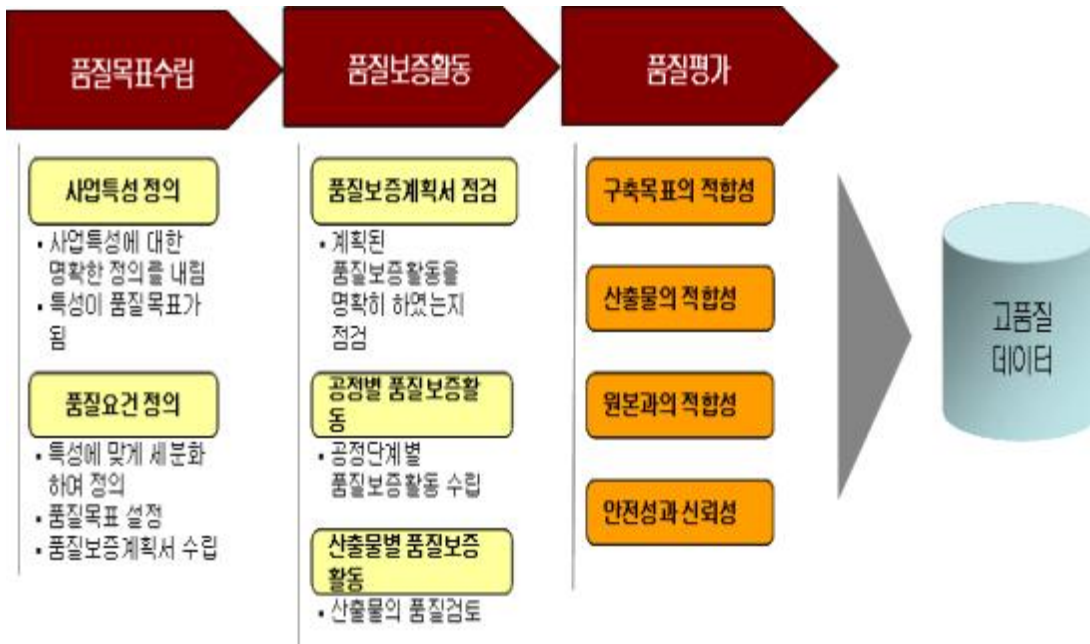 품질목표수립
품질보증활동
품질평가
사업특성 정의
• 사업특성에 대한
명확한 정의를 내림
• 특성이 품질목표가
됨
품질요건 정의
• 특성에 맞게 세분화
하여 정의
• 품질목표 설정
• 품질보증계획서 수립
품질보증계획서 점검
• 계획된
품질보증활동을
명확히 하였는지
점검
공정별 품질보증활
동
• 공정단계별
품질보증활동 수립
산출물별 품질보증
활동
• 산출물의 품질검토
구축목표의 적합성
산출물의 적합성
원본과의 적합성
안전성과 신뢰성
고품질
데이터